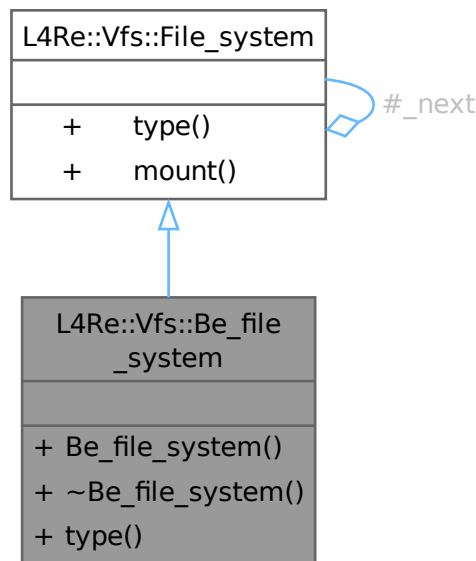 L4Re::Vfs::File_system
+ type()
+ mount()
#_next
L4Re::Vfs::Be_file
_system
+ Be_file_system()
+ ~Be_file_system()
+ type()